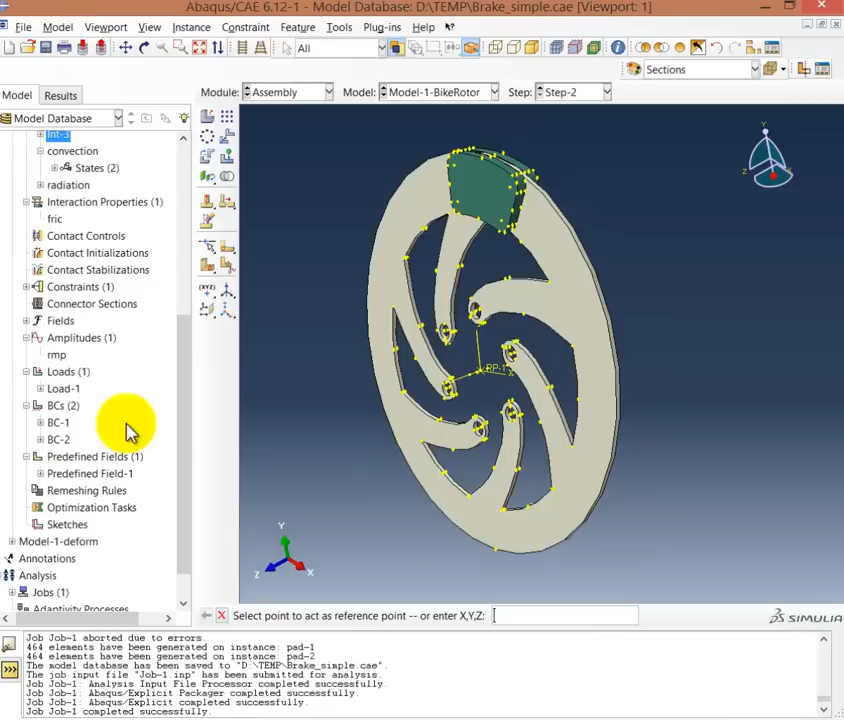 Abaqus/CAE 6.12-1 - Model Database: D:\TEMP\Brake_simple.cae [Viewport: 1]
File Model Viewport View Instance Constraint Feature Tools Plug-ins Help
All
Sections
Model Results
Module: Assembly Model: Model-1-BikeRotor Step: Step-2
Model Database
Int-3
convection
States (2)
radiation
Interaction Properties (1)
fric
Contact Controls
Contact Initializations
Contact Stabilizations
Constraints (1)
Connector Sections
Fields
Amplitudes (1)
rmp
Loads (1)
Load-1
BCs (2)
BC-1
BC-2
Predefined Fields (1)
Predefined Field-1
Remeshing Rules
Optimization Tasks
Sketches
Model-1-deform
Annotations
Analysis
Jobs (1)
Adaptivity Processes
(XYZ)
Y
Z
RP-1
X
Y
Z
X
Select point to act as reference point -- or enter X,Y,Z:
SIMULIA
Job Job-1 aborted due to errors.
464 elements have been generated on instance: pad-1
464 elements have been generated on instance: pad-2
The model database has been saved to "D:\TEMP\Brake_simple.cae".
The job input file "Job-1.inp" has been submitted for analysis.
Job Job-1: Analysis Input File Processor completed successfully.
Job Job-1: Abaqus/Explicit Packager completed successfully.
Job Job-1: Abaqus/Explicit completed successfully.
Job Job-1 completed successfully.